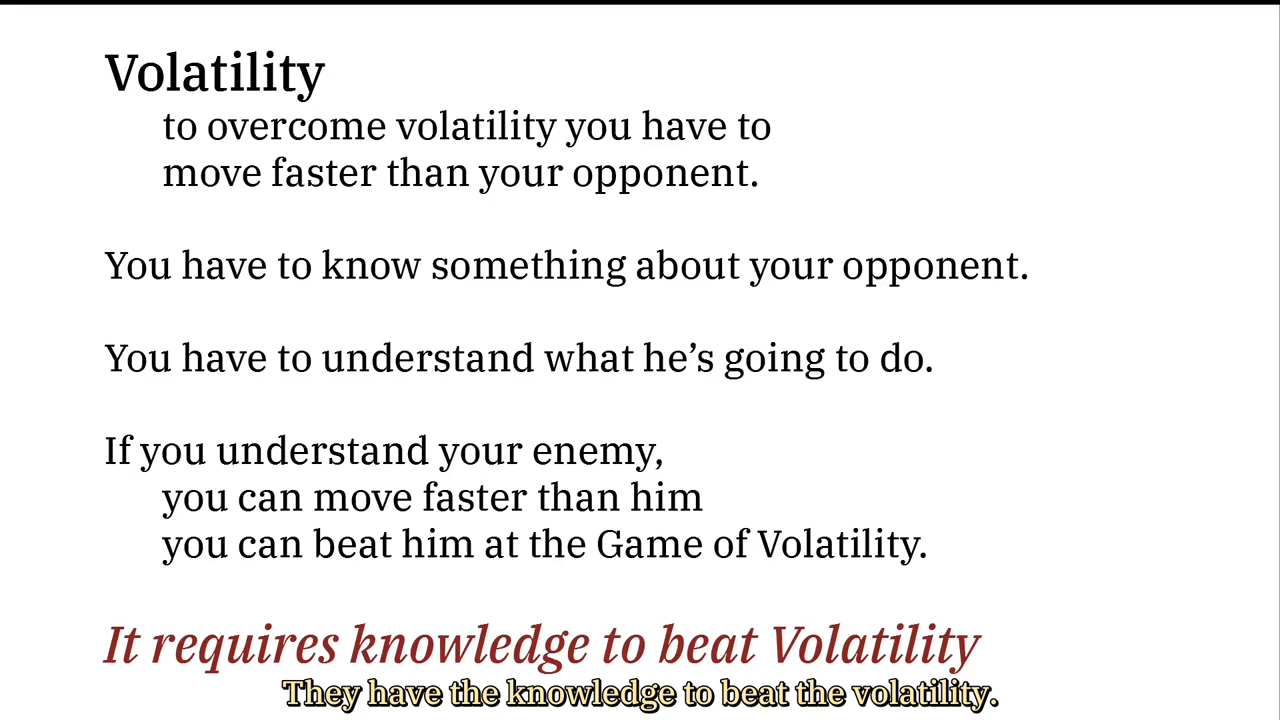 Volatility
to overcome volatility you have to
move faster than your opponent.
You have to know something about your opponent.
You have to understand what he’s going to do.
If you understand your enemy,
you can move faster than him
you can beat him at the Game of Volatility.
It requires knowledge to beat Volatility
They have the knowledge to beat the volatility.